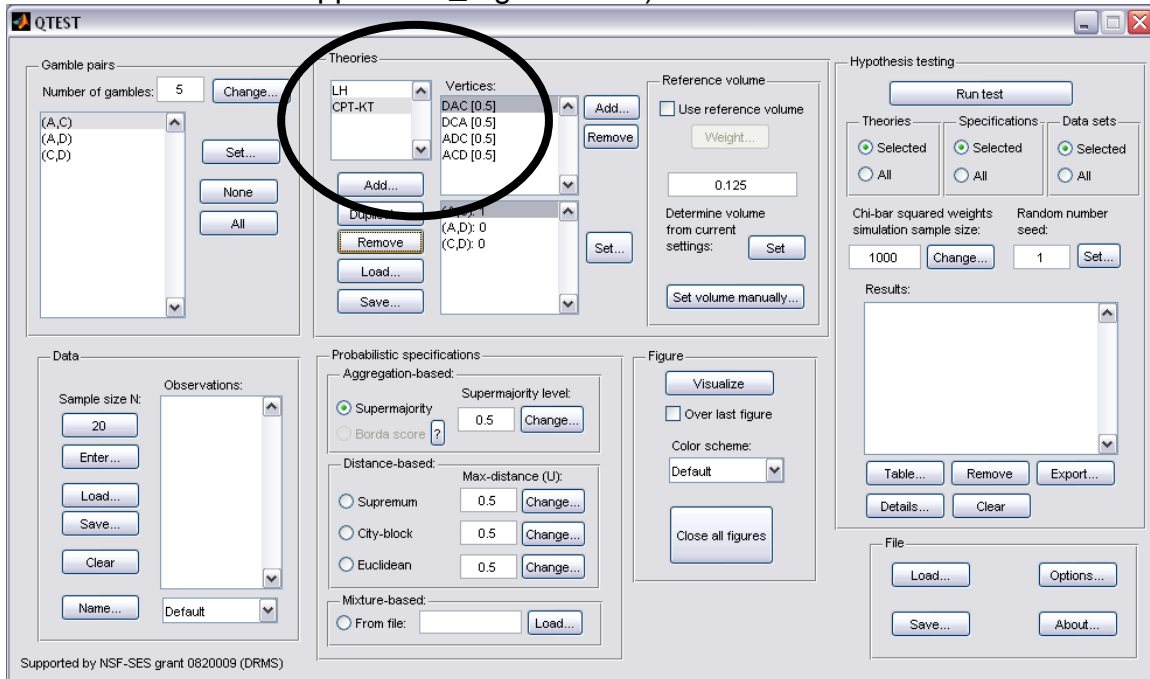 QTEST
Gamble pairs
Number of gambles: 5 Change...
(A,C)
(A,D)
(C,D)
Set...
None
All
Theories
LH
CPT-KT
Vertices:
DAC [0.5]
DCA [0.5]
ADC [0.5]
ACD [0.5]
Add...
Remove
Add...
Remove
Load...
Save...
(A,D): 0
(C,D): 0
Set...
Reference volume
Use reference volume
Weight...
0.125
Determine volume
from current
settings: Set
Set volume manually...
Hypothesis testing
Run test
Theories
Selected
All
Specifications
Selected
All
Data sets
Selected
All
Chi-bar squared weights
simulation sample size:
1000 Change...
Random number
seed:
1 Set...
Results:
Table... Remove Export...
Details... Clear
Data
Sample size N:
20
Enter...
Load...
Save...
Clear
Name... Default
Observations:
Probabilistic specifications
Aggregation-based:
Supermajority level:
Supermajority 0.5 Change...
Borda score ?
Distance-based:
Max-distance (U):
Supremum 0.5 Change...
City-block 0.5 Change...
Euclidean 0.5 Change...
Mixture-based:
From file: Load...
Figure
Visualize
Over last figure
Color scheme:
Default
Close all figures
File
Load... Options...
Save... About...
Supported by NSF-SES grant 0820009 (DRMS)